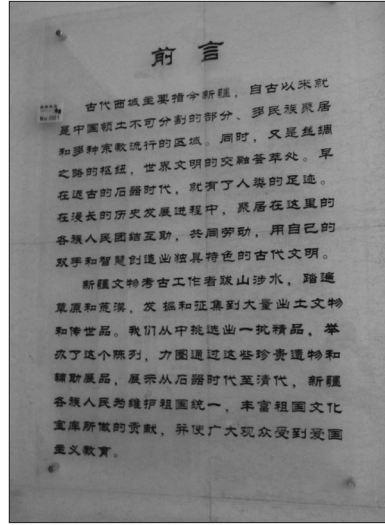 前言
古代西域主要指今新疆，自古以来就
是中国领土不可分割的部分、多民族聚居
和多种宗教流行的区域。同时，又是丝绸
之路的枢纽，世界文明的交融荟萃处。早
在远古的石器时代，就有了人类的足迹。
在漫长的历史发展进程中，聚居在这里的
各族人民团结互助，共同劳动，用自己的
双手和智慧创造出独具特色的古代文明。
新疆文物考古工作者跋山涉水，踏遍
草原和荒漠，发掘和征集到大量出土文物
和传世品。我们从中挑选出一批精品，举
办了这个陈列，力图通过这些珍贵遗物和
辅助展品，展示从石器时代至清代，新疆
各族人民为维护祖国统一，丰富祖国文化
宝库所做的贡献，并使广大观众受到爱国
主义教育。